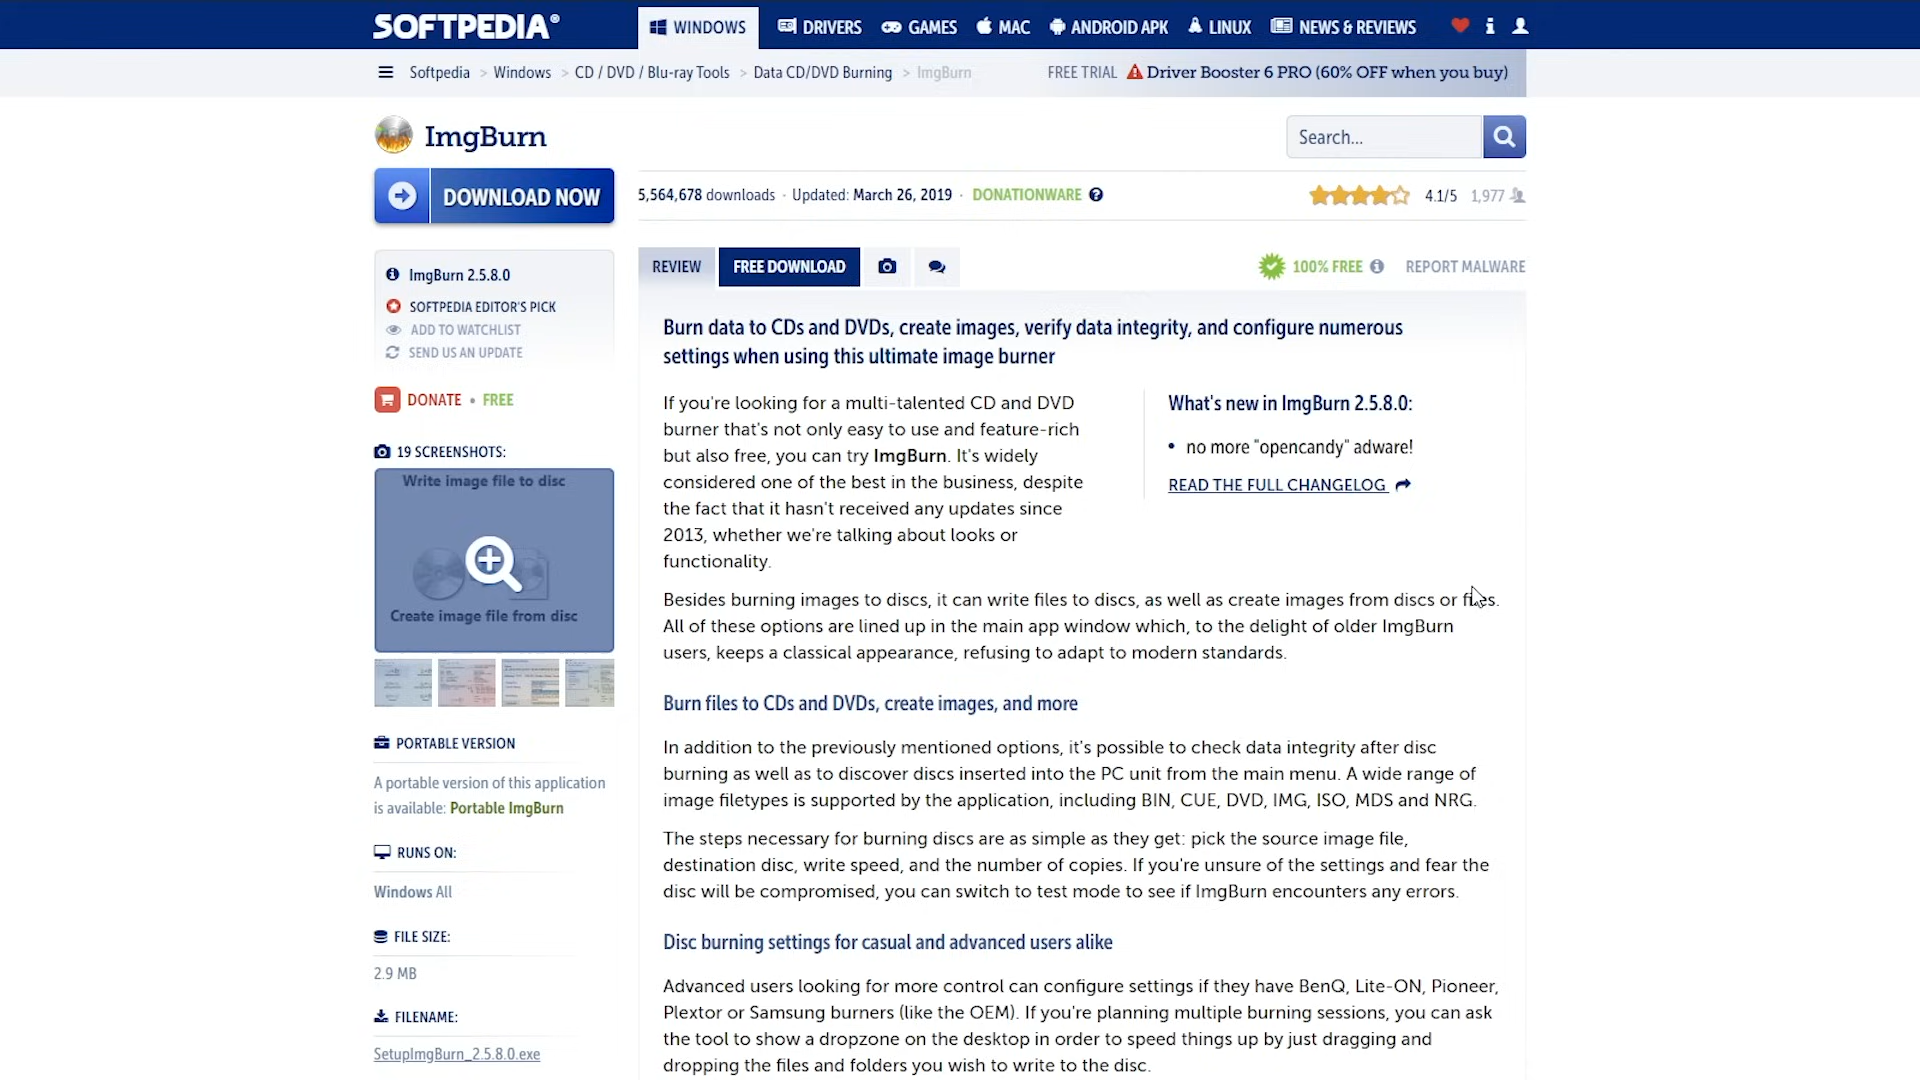 SOFTPEDIA®
WINDOWS
DRIVERS
GAMES
MAC
ANDROID APK
LINUX
NEWS & REVIEWS
Softpedia > Windows > CD / DVD / Blu-ray Tools > Data CD/DVD Burning > ImgBurn
FREE TRIAL Driver Booster 6 PRO (60% OFF when you buy)
ImgBurn
Search...
DOWNLOAD NOW
5,564,678 downloads · Updated: March 26, 2019 · DONATIONWARE
4.1/5 1,977
ImgBurn 2.5.8.0
SOFTPEDIA EDITOR'S PICK
ADD TO WATCHLIST
SEND US AN UPDATE
DONATE • FREE
19 SCREENSHOTS:
Write image file to disc
Create image file from disc
PORTABLE VERSION
A portable version of this application
is available: Portable ImgBurn
RUNS ON:
Windows All
FILE SIZE:
2.9 MB
FILENAME:
SetupImgBurn_2.5.8.0.exe
REVIEW
FREE DOWNLOAD
100% FREE
REPORT MALWARE
Burn data to CDs and DVDs, create images, verify data integrity, and configure numerous
settings when using this ultimate image burner
If you're looking for a multi-talented CD and DVD
burner that's not only easy to use and feature-rich
but also free, you can try ImgBurn. It's widely
considered one of the best in the business, despite
the fact that it hasn't received any updates since
2013, whether we're talking about looks or
functionality.
What's new in ImgBurn 2.5.8.0:
• no more "opencandy" adware!
READ THE FULL CHANGELOG
Besides burning images to discs, it can write files to discs, as well as create images from discs or files.
All of these options are lined up in the main app window which, to the delight of older ImgBurn
users, keeps a classical appearance, refusing to adapt to modern standards.
Burn files to CDs and DVDs, create images, and more
In addition to the previously mentioned options, it's possible to check data integrity after disc
burning as well as to discover discs inserted into the PC unit from the main menu. A wide range of
image filetypes is supported by the application, including BIN, CUE, DVD, IMG, ISO, MDS and NRG.
The steps necessary for burning discs are as simple as they get: pick the source image file,
destination disc, write speed, and the number of copies. If you're unsure of the settings and fear the
disc will be compromised, you can switch to test mode to see if ImgBurn encounters any errors.
Disc burning settings for casual and advanced users alike
Advanced users looking for more control can configure settings if they have BenQ, Lite-ON, Pioneer,
Plextor or Samsung burners (like the OEM). If you're planning multiple burning sessions, you can ask
the tool to show a dropzone on the desktop in order to speed things up by just dragging and
dropping the files and folders you wish to write to the disc.